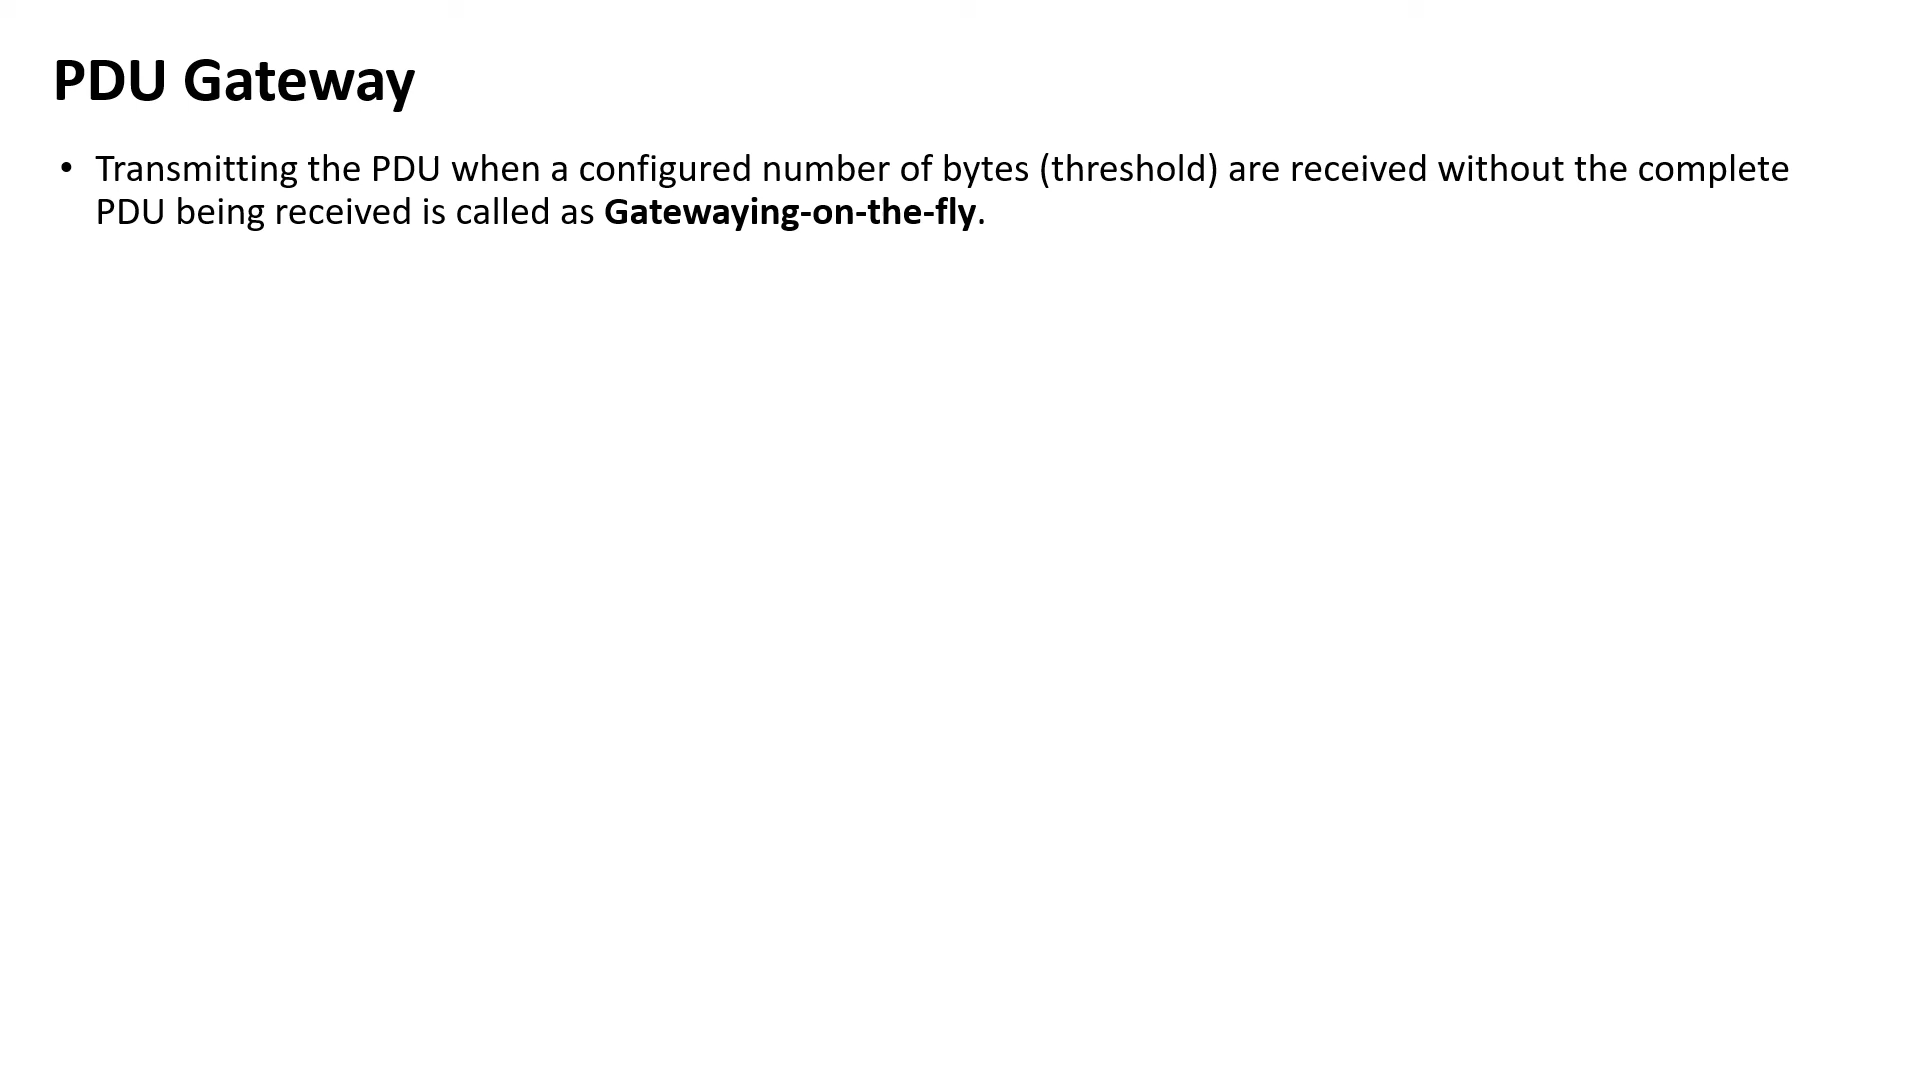 PDU Gateway
• Transmitting the PDU when a configured number of bytes (threshold) are received without the complete
PDU being received is called as Gatewaying-on-the-fly.